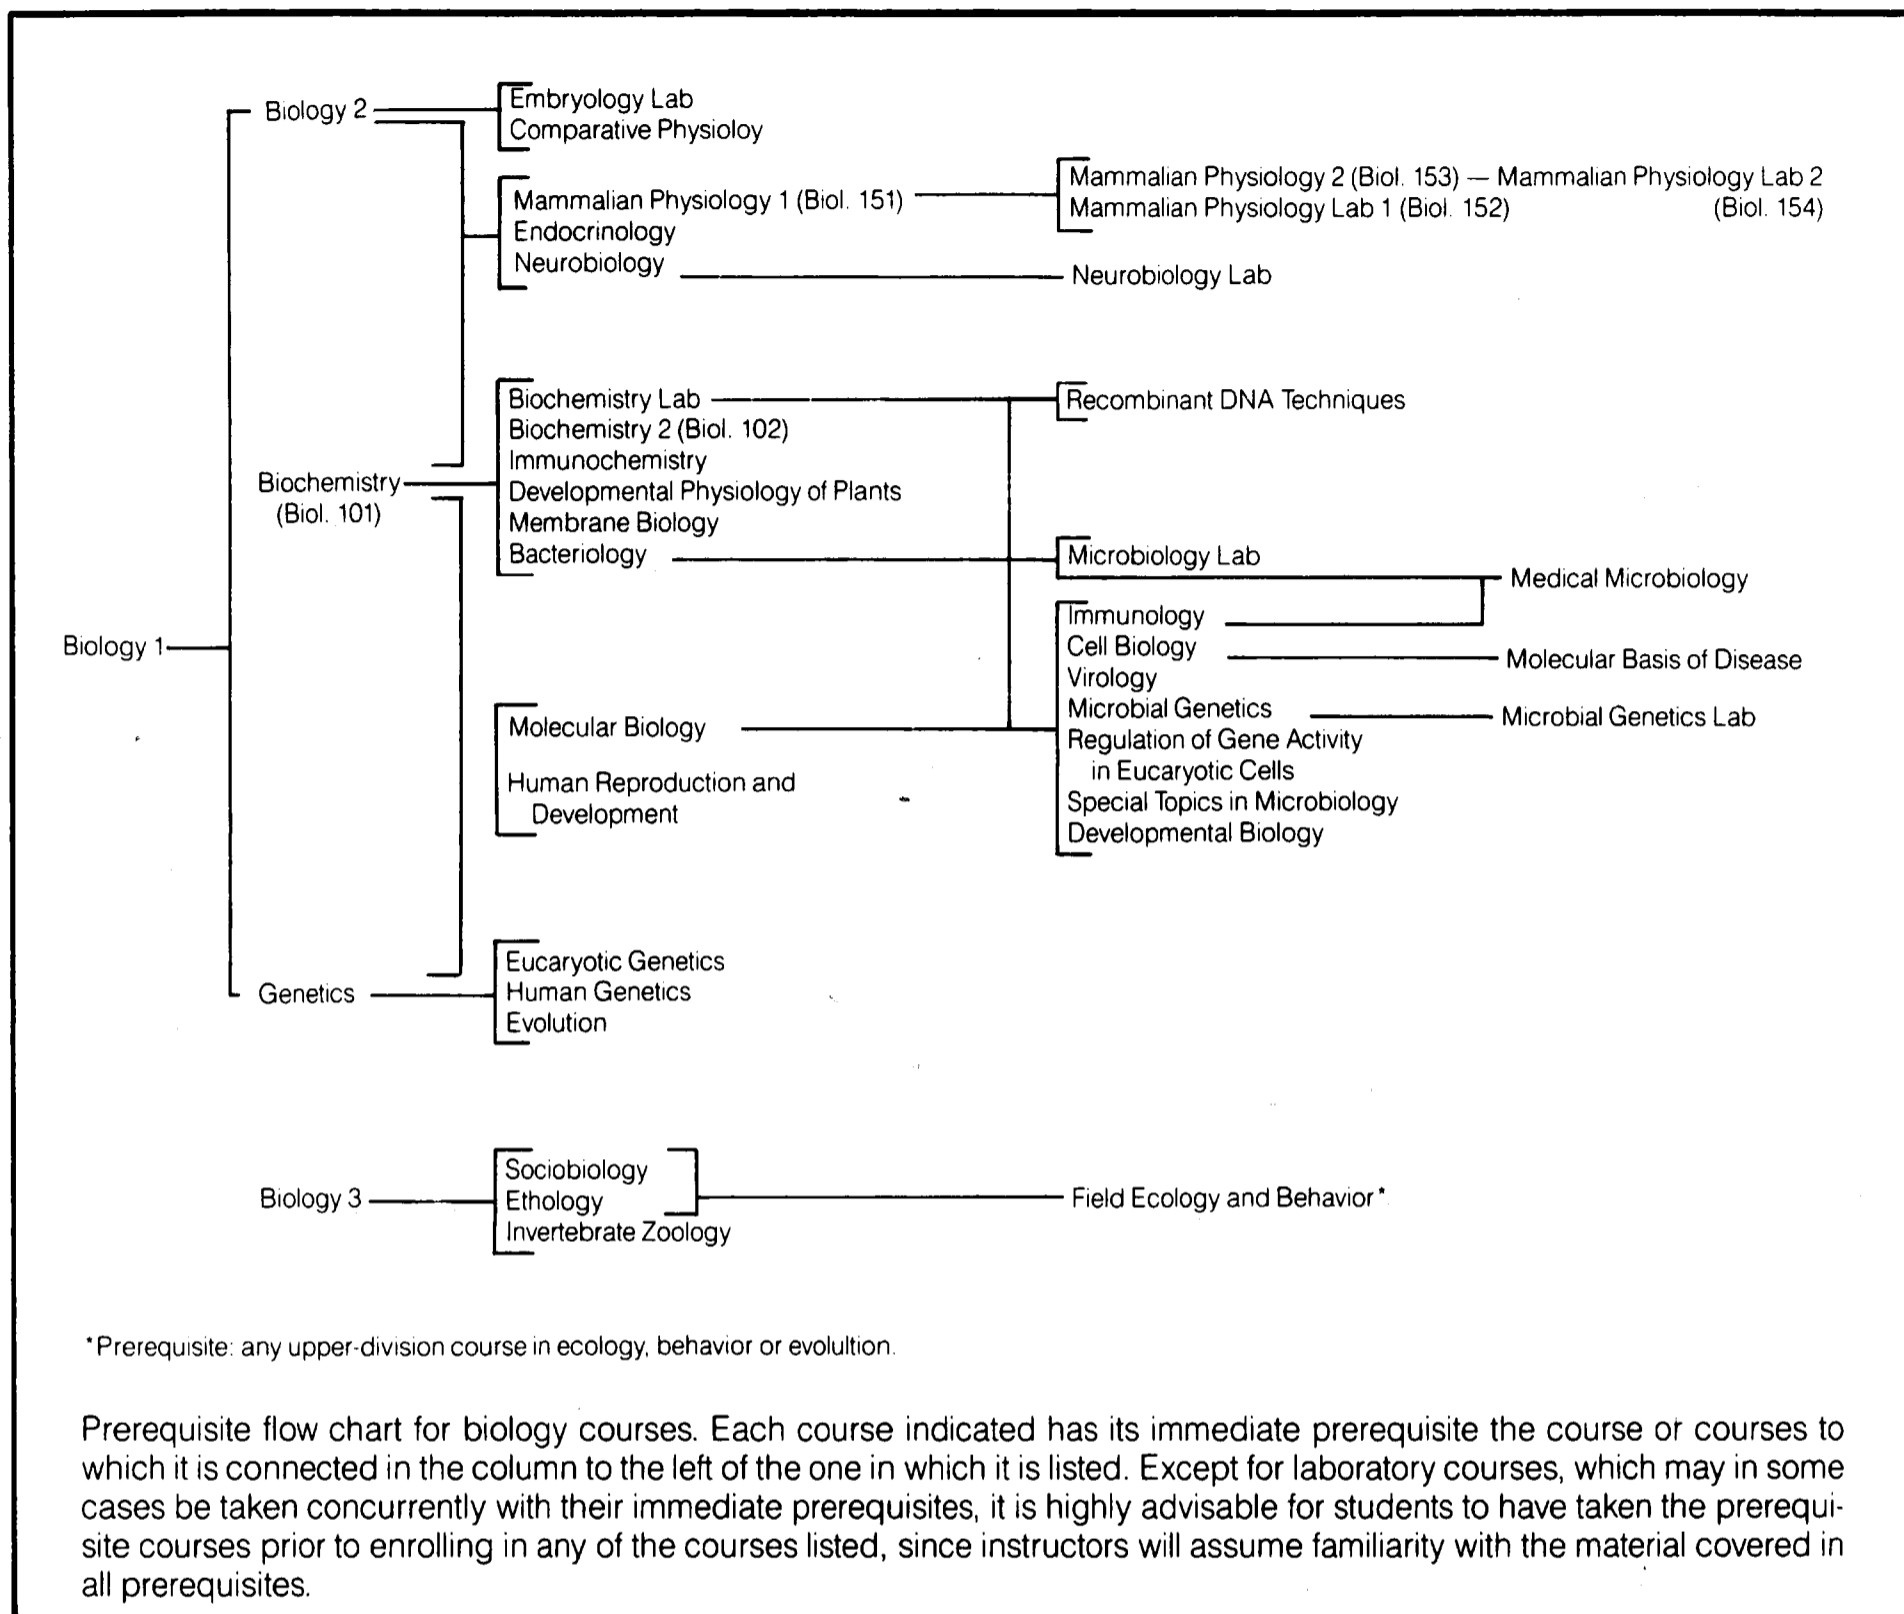 Biology 2
Embryology Lab
Comparative Physioloy
Mammalian Physiology 1 (Biol. 151)
Endocrinology
Neurobiology
Mammalian Physiology 2 (Biol. 153) — Mammalian Physiology Lab 2
Mammalian Physiology Lab 1 (Biol. 152) (Biol. 154)
Neurobiology Lab
Biochemistry
(Biol. 101)
Biochemistry Lab
Biochemistry 2 (Biol. 102)
Immunochemistry
Developmental Physiology of Plants
Membrane Biology
Bacteriology
Recombinant DNA Techniques
Microbiology Lab
Medical Microbiology
Biology 1
Immunology
Cell Biology
Virology
Microbial Genetics
Regulation of Gene Activity
in Eucaryotic Cells
Special Topics in Microbiology
Developmental Biology
Molecular Basis of Disease
Microbial Genetics Lab
Molecular Biology
Human Reproduction and
Development
Genetics
Eucaryotic Genetics
Human Genetics
Evolution
Biology 3
Sociobiology
Ethology
Invertebrate Zoology
Field Ecology and Behavior*
*Prerequisite: any upper-division course in ecology, behavior or evolultion.
Prerequisite flow chart for biology courses. Each course indicated has its immediate prerequisite the course or courses to
which it is connected in the column to the left of the one in which it is listed. Except for laboratory courses, which may in some
cases be taken concurrently with their immediate prerequisites, it is highly advisable for students to have taken the prerequi-
site courses prior to enrolling in any of the courses listed, since instructors will assume familiarity with the material covered in
all prerequisites.